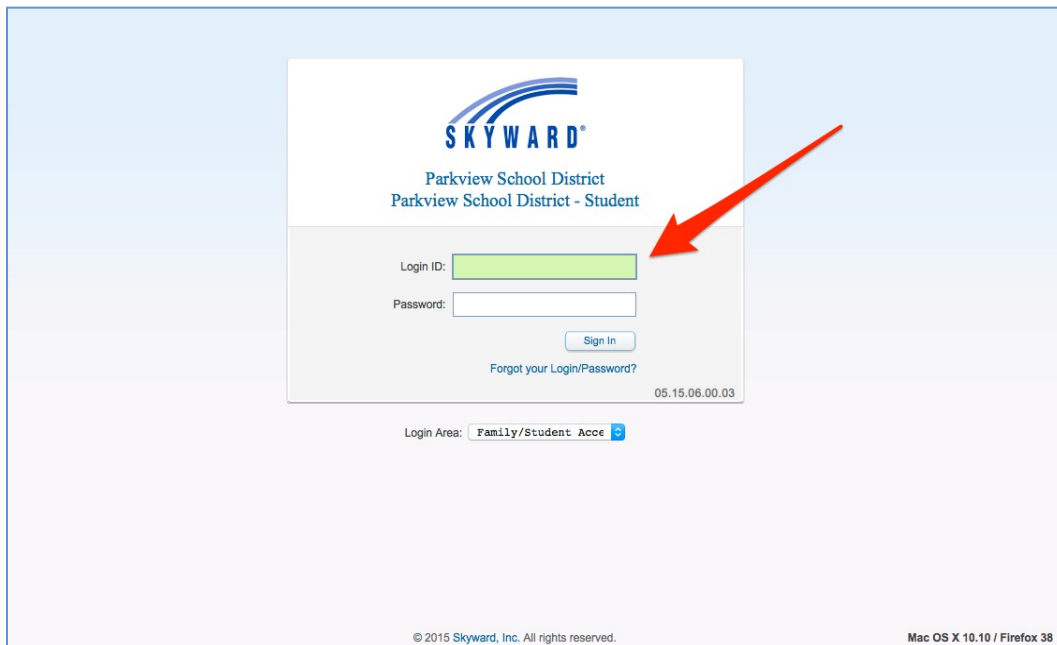 SKYWARD®
Parkview School District
Parkview School District - Student
Login ID:
Password:
Sign In
Forgot your Login/Password?
05.15.06.00.03
Login Area: Family/Student Acce
© 2015 Skyward, Inc. All rights reserved.
Mac OS X 10.10 / Firefox 38